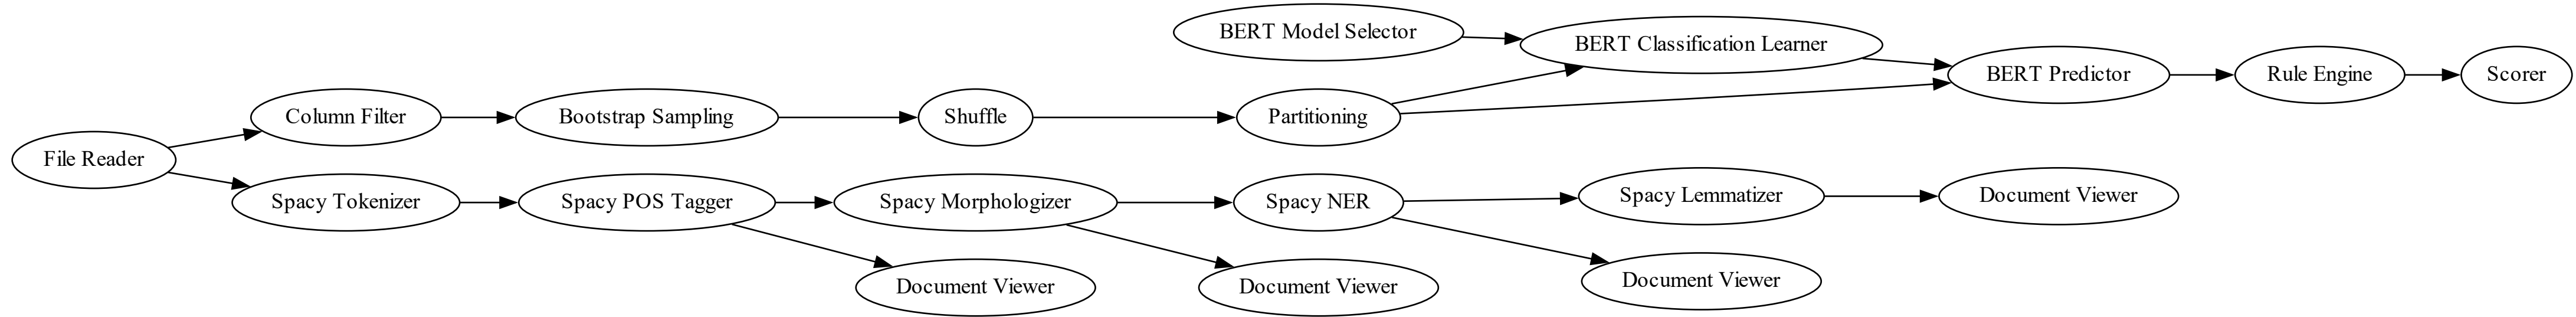 BERT Model Selector
BERT Classification Learner
BERT Predictor
Rule Engine
Scorer
Column Filter
Bootstrap Sampling
Shuffle
Partitioning
File Reader
Spacy Tokenizer
Spacy POS Tagger
Spacy Morphologizer
Spacy NER
Spacy Lemmatizer
Document Viewer
Document Viewer
Document Viewer
Document Viewer